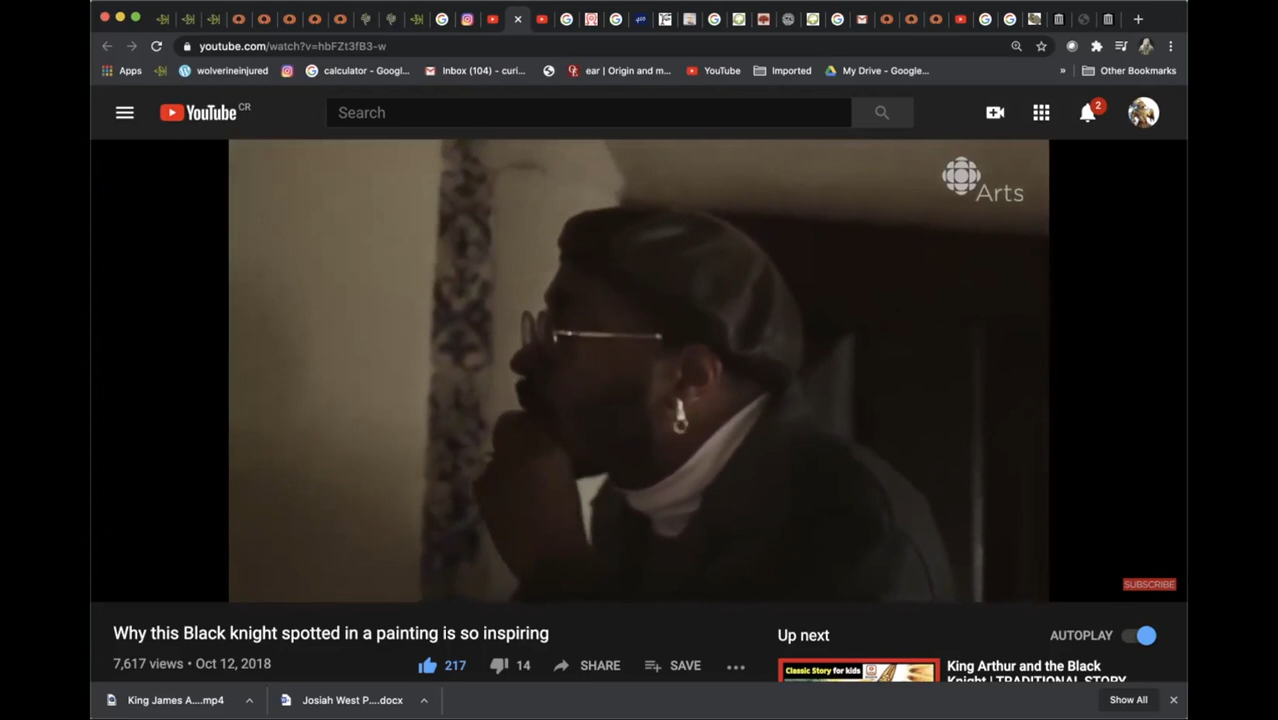 youtube.com/watch?v=hbFZt3fB3-w
Apps
wolverineinjured
calculator - Googl...
Inbox (104) - curi...
ear | Origin and m...
YouTube
Imported
My Drive - Google...
»
Other Bookmarks
YouTube CR
Search
2
Arts
SUBSCRIBE
Why this Black knight spotted in a painting is so inspiring
Up next
AUTOPLAY
7,617 views • Oct 12, 2018
217
14
SHARE
SAVE
Classic Story for kids
King Arthur and the Black
Knight | TRADITIONAL STORY
King James A....mp4
Josiah West P....docx
Show All